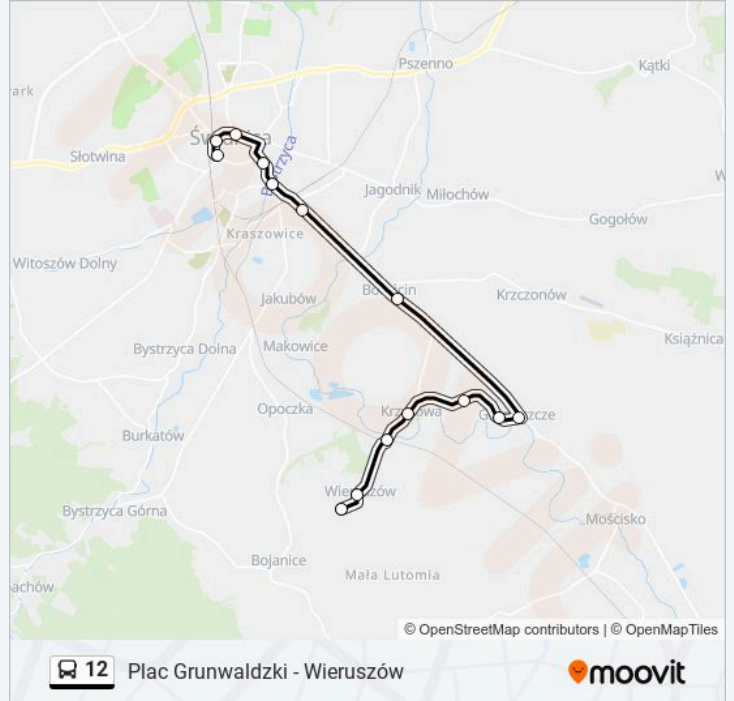 Pszenno
Kątki
ark
Słotwina
Jagodnik
Miłochów
Gogołów
Kraszowice
Witoszów Dolny
Krzczonów
Jakubów
Książnica
Makowice
Bystrzyca Dolna
Opoczka
Burkatów
Bystrzyca Górna
Mościsko
Bojanice
Mała Lutomia
achów
© OpenStreetMap contributors | © OpenMapTiles
12 Plac Grunwaldzki - Wieruszów
moovit